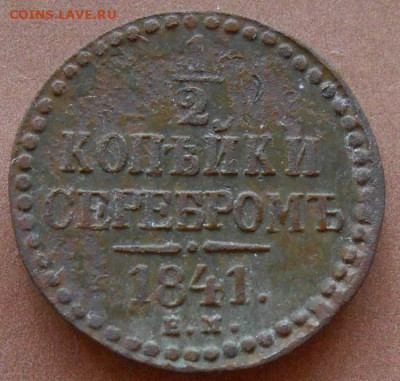 COINS.LAVE.RU
1/2
КОПѢЙКИ
СЕРЕБРОМЪ
1841.
Е.М.